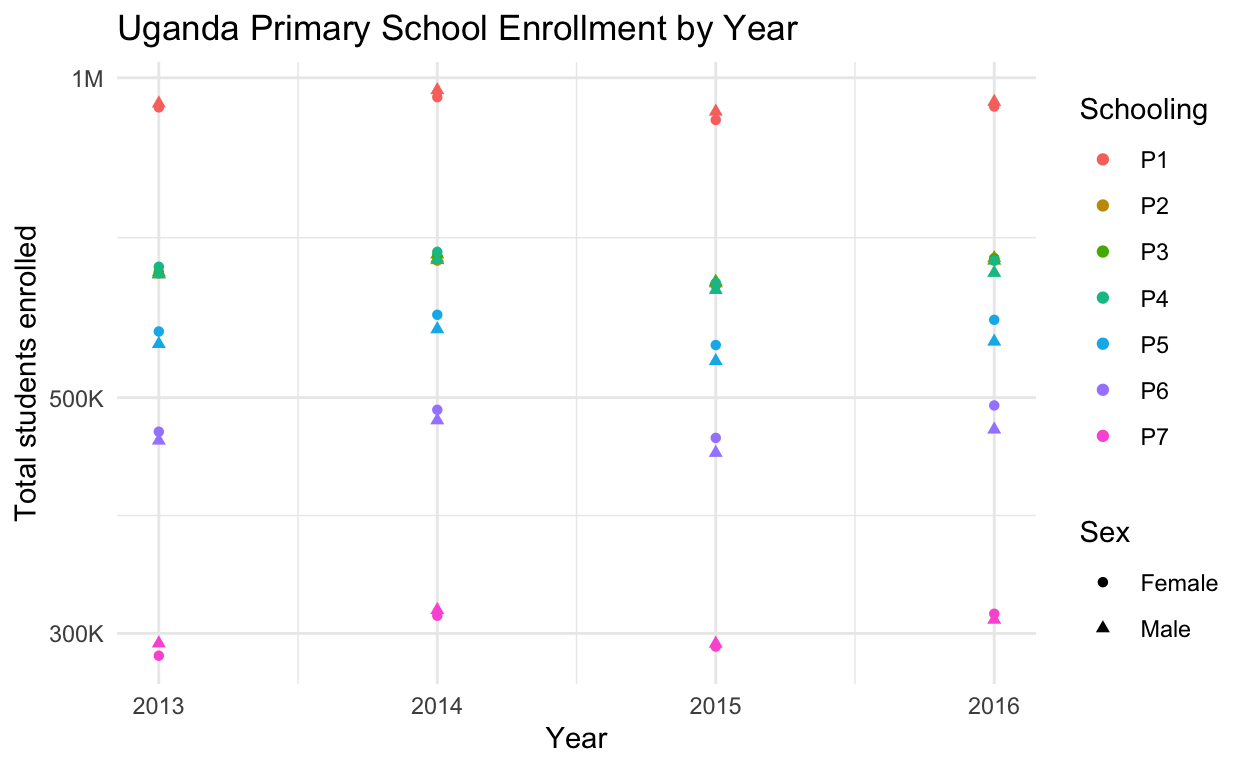 Uganda Primary School Enrollment by Year
1M
500K
300K
Total students enrolled
2013
2014
2015
2016
Year
Schooling
P1
P2
P3
P4
P5
P6
P7
Sex
Female
Male